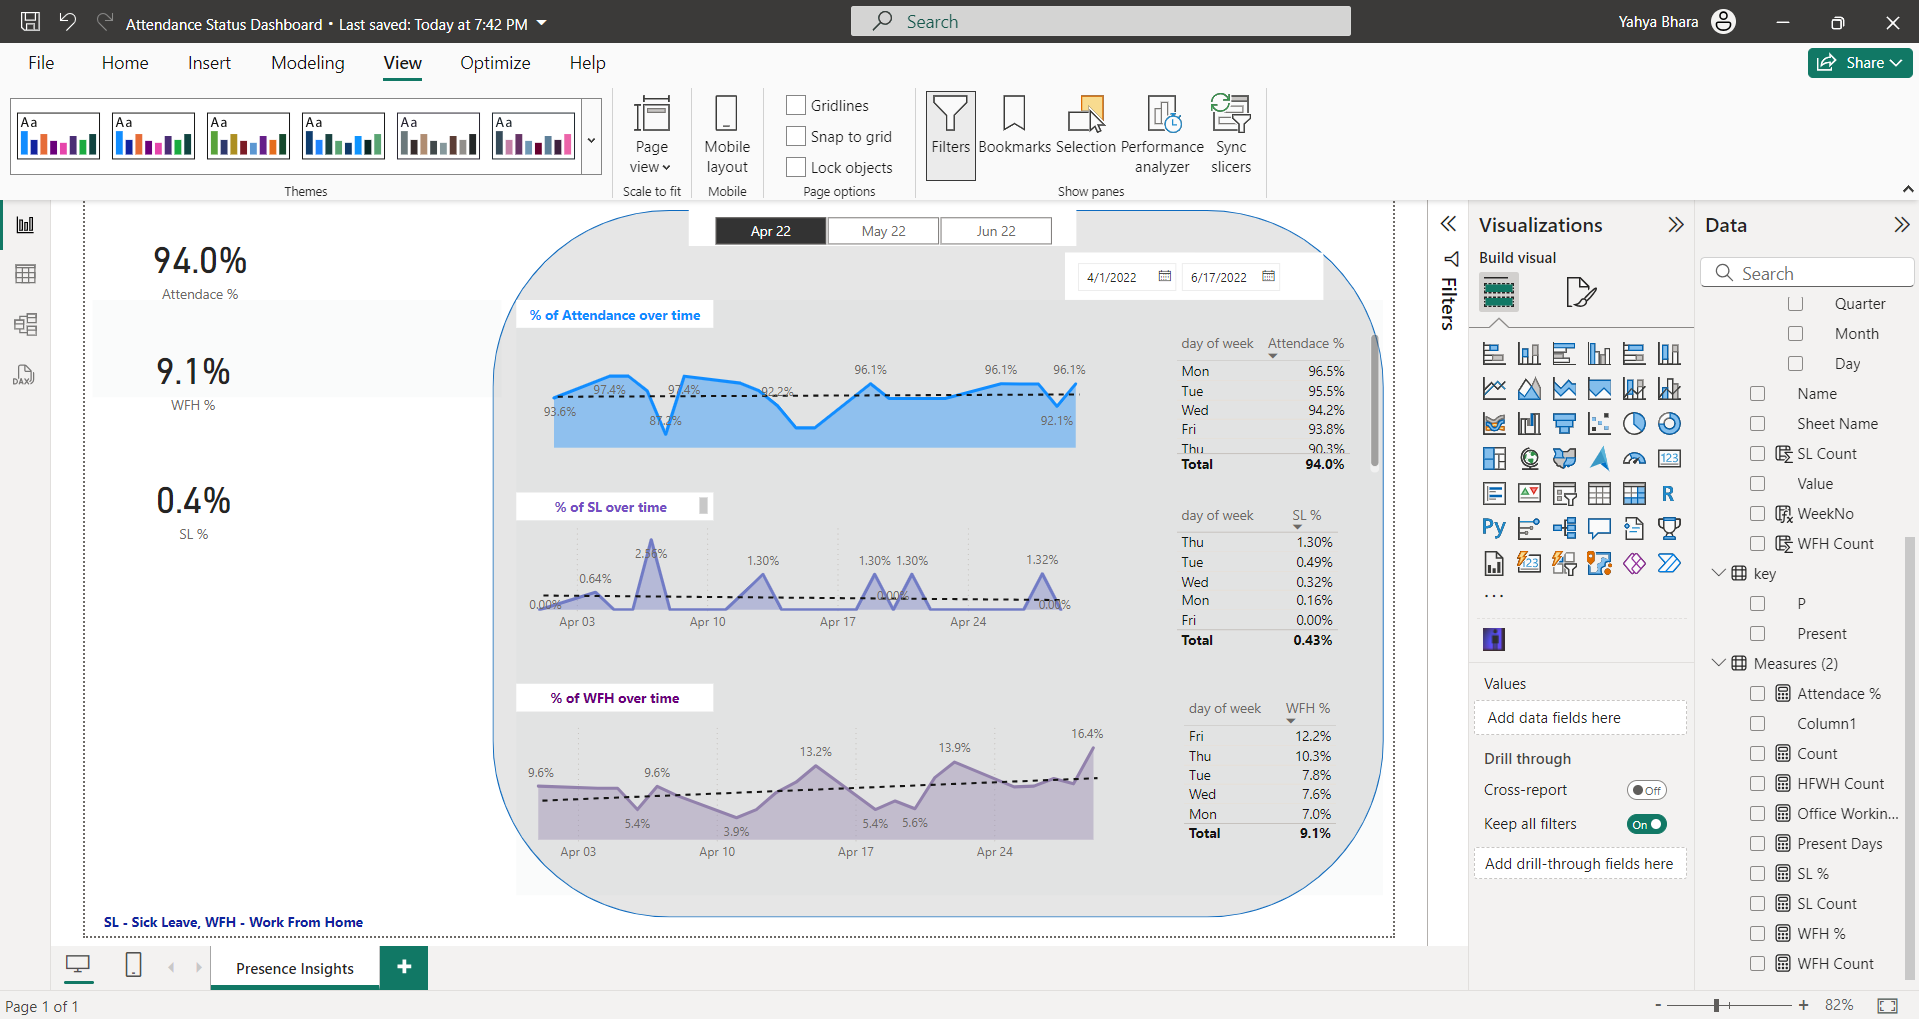 Attendance Status Dashboard • Last saved: Today at 7:42 PM
Search
Yahya Bhara
File Home Insert Modeling View Optimize Help
Share
Aa Aa Aa Aa Aa Aa
Themes
Page view
Scale to fit
Mobile layout
Mobile
Gridlines
Snap to grid
Lock objects
Page options
Filters
Bookmarks
Selection
Performance analyzer
Sync slicers
Show panes
94.0%
Attendace %
9.1%
WFH %
0.4%
SL %
SL - Sick Leave, WFH - Work From Home
Apr 22 May 22 Jun 22
4/1/2022 6/17/2022
% of Attendance over time
93.6% 97.4% 87.2% 97.4% 92.2% 96.1% 96.1% 92.1% 96.1%
day of week Attendace %
Mon 96.5%
Tue 95.5%
Wed 94.2%
Fri 93.8%
Thu 90.3%
Total 94.0%
% of SL over time
0.00% 0.64% 2.56% 1.30% 1.30% 0.00% 1.30% 1.32% 0.00%
Apr 03 Apr 10 Apr 17 Apr 24
day of week SL %
Thu 1.30%
Tue 0.49%
Wed 0.32%
Mon 0.16%
Fri 0.00%
Total 0.43%
% of WFH over time
9.6% 5.4% 9.6% 3.9% 13.2% 5.4% 5.6% 13.9% 16.4%
Apr 03 Apr 10 Apr 17 Apr 24
day of week WFH %
Fri 12.2%
Thu 10.3%
Tue 7.8%
Wed 7.6%
Mon 7.0%
Total 9.1%
Filters
Visualizations
Build visual
123
R
Py
123
...
Values
Add data fields here
Drill through
Cross-report Off
Keep all filters On
Add drill-through fields here
Data
Search
Quarter
Month
Day
Name
Sheet Name
SL Count
Value
WeekNo
WFH Count
key
P
Present
Measures (2)
Attendace %
Column1
Count
HFWH Count
Office Workin...
Present Days
SL %
SL Count
WFH %
WFH Count
DAX
Presence Insights
+
Page 1 of 1
- + 82%